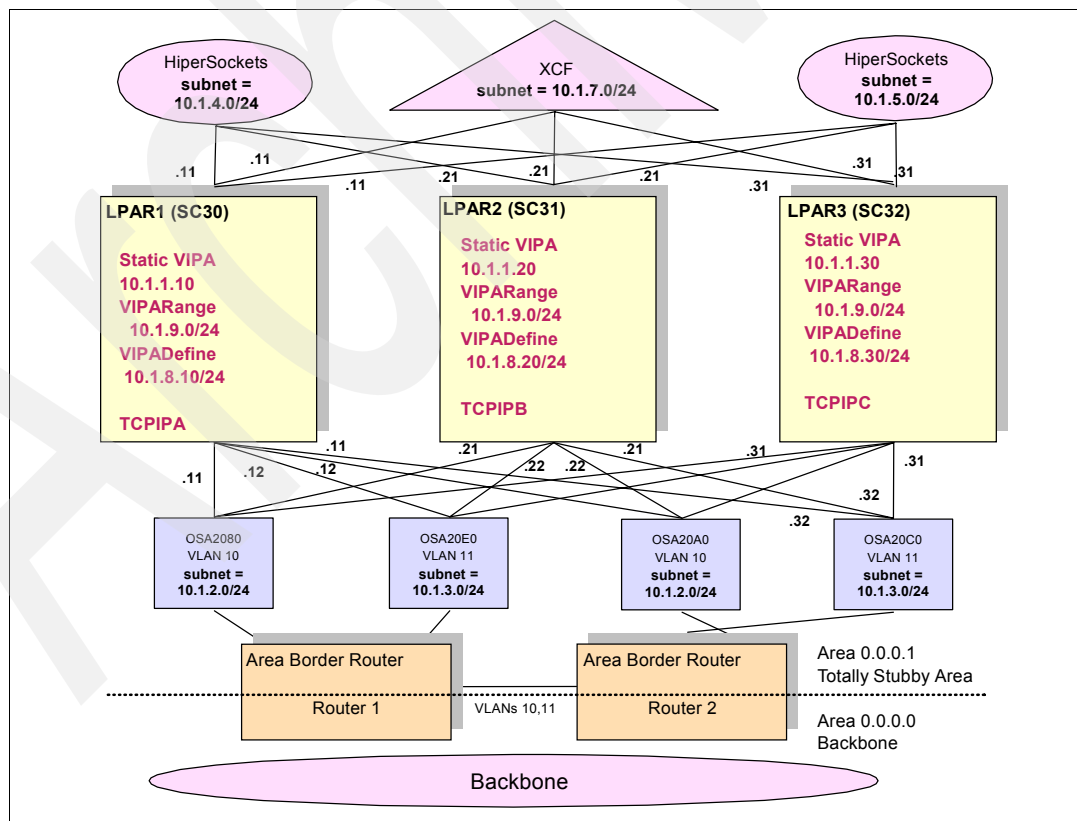 HiperSockets
subnet =
10.1.4.0/24
XCF
subnet = 10.1.7.0/24
HiperSockets
subnet =
10.1.5.0/24
.11
.11
.11
.21
.21
.21
.31
.31
.31
LPAR1 (SC30)
Static VIPA
10.1.1.10
VIPARange
10.1.9.0/24
VIPADefine
10.1.8.10/24
TCPIPA
LPAR2 (SC31)
Static VIPA
10.1.1.20
VIPARange
10.1.9.0/24
VIPADefine
10.1.8.20/24
TCPIPB
LPAR3 (SC32)
Static VIPA
10.1.1.30
VIPARange
10.1.9.0/24
VIPADefine
10.1.8.30/24
TCPIPC
.11
.12
.12
.11
.21
.22
.22
.21
.31
.31
.32
.32
OSA2080
VLAN 10
subnet =
10.1.2.0/24
OSA20E0
VLAN 11
subnet =
10.1.3.0/24
OSA20A0
VLAN 10
subnet =
10.1.2.0/24
OSA20C0
VLAN 11
subnet =
10.1.3.0/24
Area Border Router
Router 1
VLANs 10,11
Area Border Router
Router 2
Area 0.0.0.1
Totally Stubby Area
Area 0.0.0.0
Backbone
Backbone